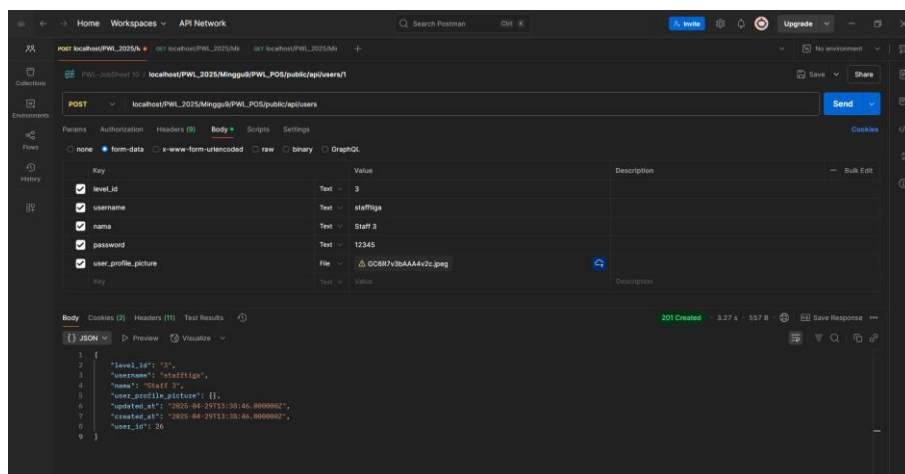 Home Workspaces API Network Search Postman Ctrl K Invite Upgrade
POST localhost/PWL_2025/M GET localhost/PWL_2025/Mi GET localhost/PWL_2025/Mi No environment
PWL-JobSheet 10 / localhost/PWL_2025/Minggu9/PWL_POS/public/api/users/1 Save Share
POST localhost/PWL_2025/Minggu9/PWL_POS/public/api/users Send
Params Authorization Headers (9) Body Scripts Settings Cookies
none form-data x-www-form-urlencoded raw binary GraphQL
Key Value Description Bulk Edit
level_id Text 3
username Text stafftiga
nama Text Staff 3
password Text 12345
user_profile_picture File GC6R7v3bAAA4v2c.jpeg
Key Text Value Description
Body Cookies (2) Headers (11) Test Results 201 Created 3.27 s 557 B Save Response
{} JSON Preview Visualize
1 {
2 "level_id": "3",
3 "username": "stafftiga",
4 "nama": "Staff 3",
5 "user_profile_picture": {},
6 "updated_at": "2025-04-29T13:38:46.000000Z",
7 "created_at": "2025-04-29T13:38:46.000000Z",
8 "user_id": 26
9 }
Collections
Environments
Flows
History